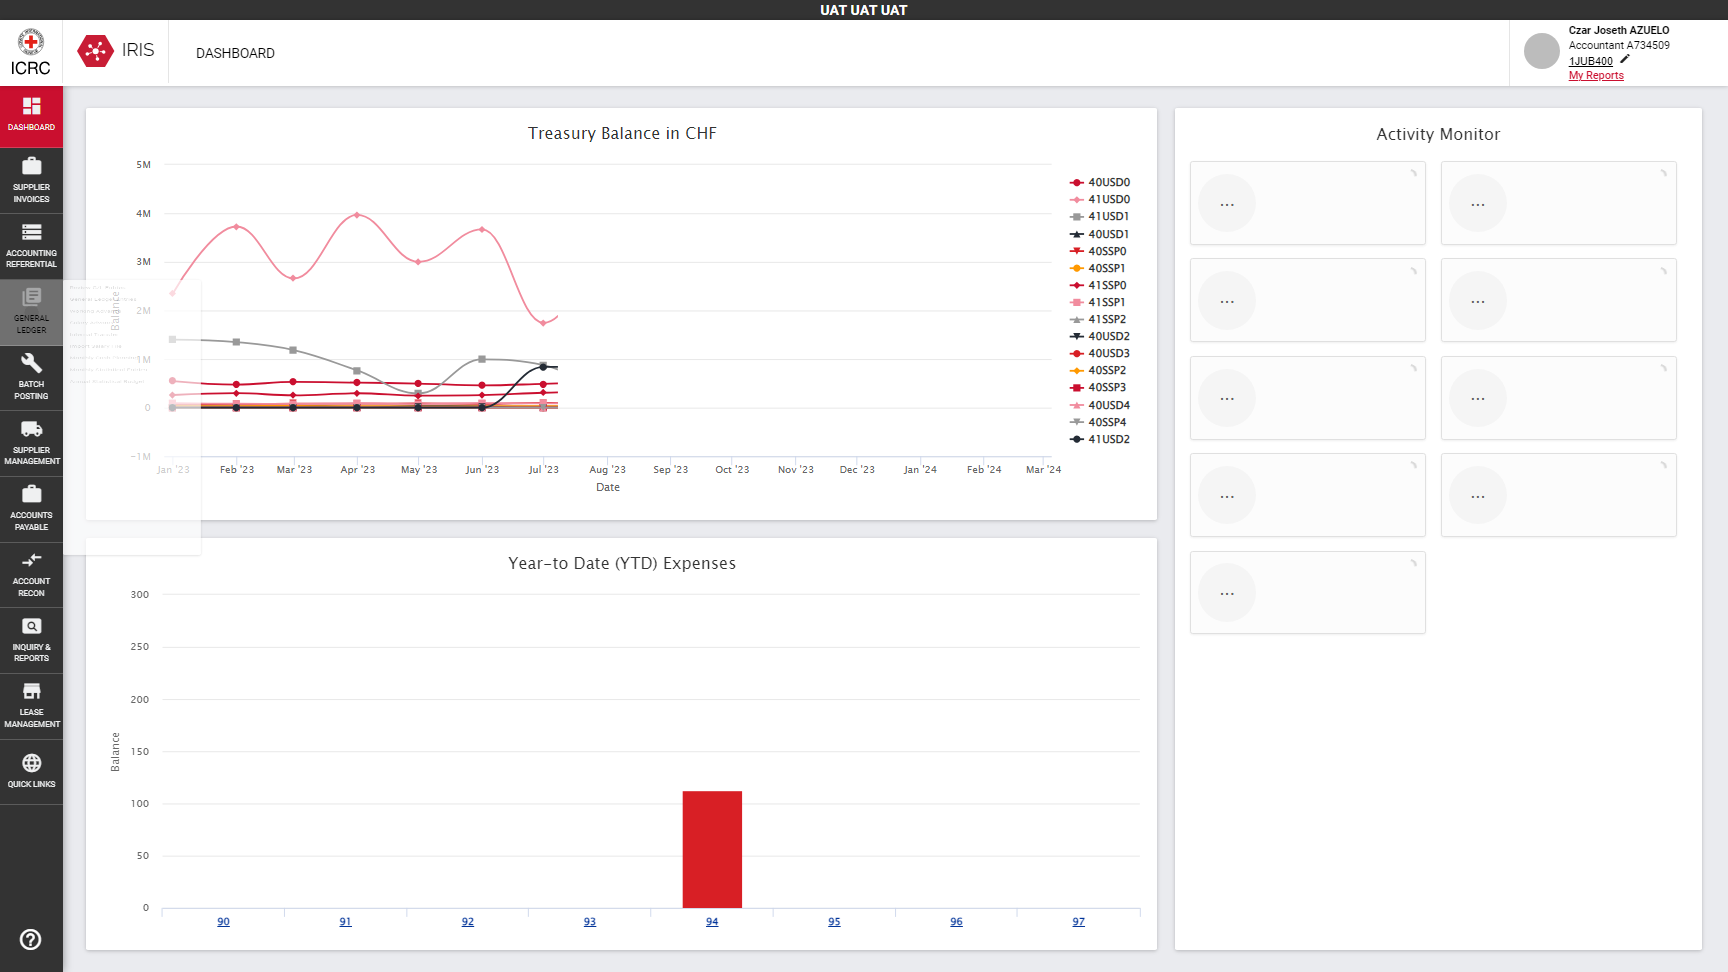 UAT UAT UAT
ICRC
IRIS
DASHBOARD
Czar Joseth AZUELO
Accountant A734509
1JUB400
My Reports
DASHBOARD
SUPPLIER
INVOICES
ACCOUNTING
REFERENTIAL
GENERAL
LEDGER
BATCH
POSTING
SUPPLIER
MANAGEMENT
ACCOUNTS
PAYABLE
ACCOUNT
RECON
INQUIRY &
REPORTS
LEASE
MANAGEMENT
QUICK LINKS
Treasury Balance in CHF
5M
4M
3M
2M
1M
0
-1M
Balance
Jan '23
Feb '23
Mar '23
Apr '23
May '23
Jun '23
Jul '23
Aug '23
Sep '23
Oct '23
Nov '23
Dec '23
Jan '24
Feb '24
Mar '24
Date
40USD0
41USD0
41USD1
40USD1
40SSP0
40SSP1
41SSP0
41SSP1
41SSP2
40USD2
40USD3
40SSP2
40SSP3
40USD4
40SSP4
41USD2
Year-to Date (YTD) Expenses
300
250
200
150
100
50
0
Balance
90
91
92
93
94
95
96
97
Activity Monitor
...
...
...
...
...
...
...
...
...